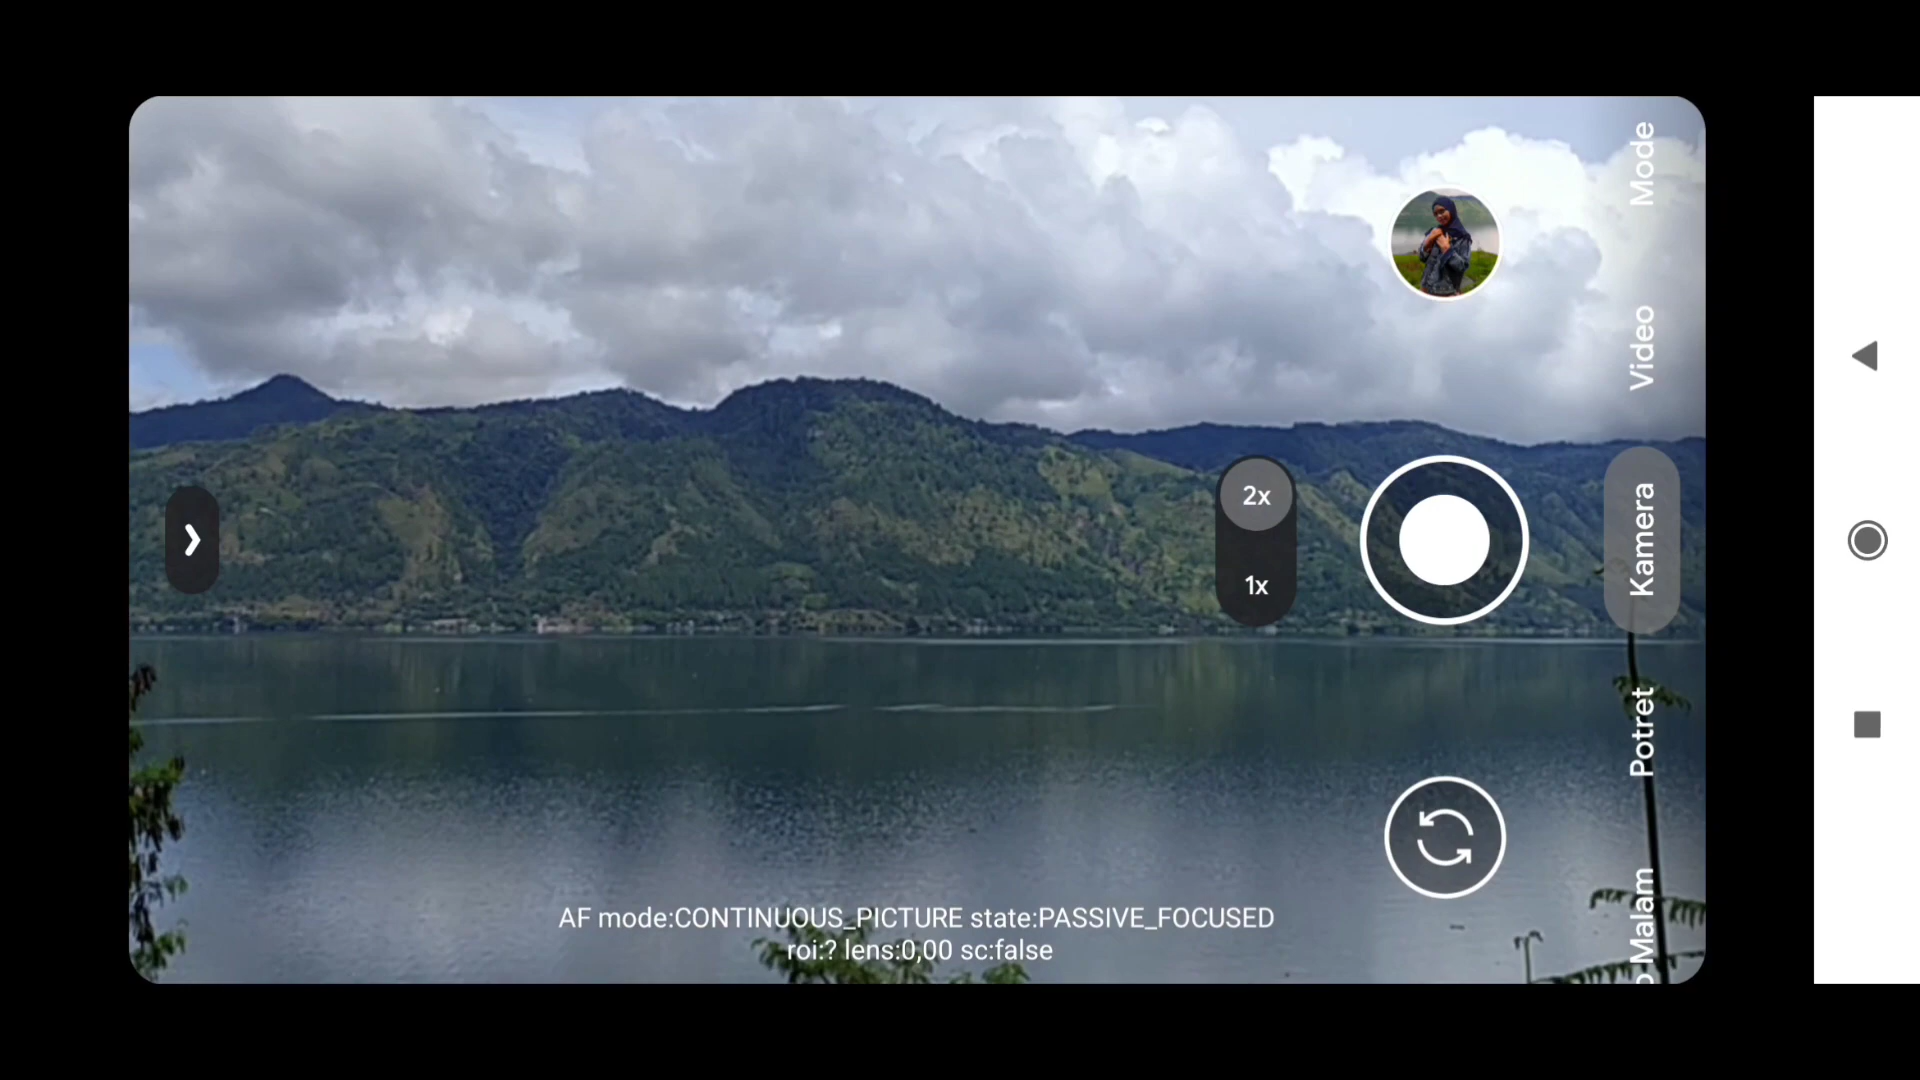 Mode
Video
Kamera
Potret
Malam
2x
1x
AF mode:CONTINUOUS_PICTURE state:PASSIVE_FOCUSED
roi:? lens:0,00 sc:false